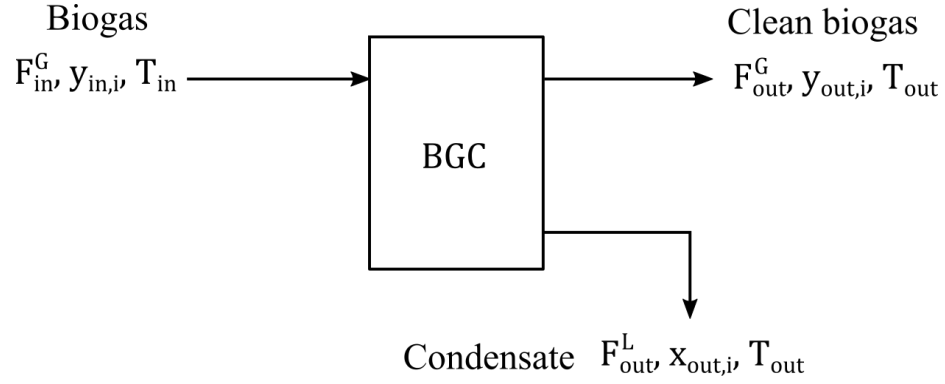 Biogas
F^G_in, y_in,i, T_in
BGC
Clean biogas
F^G_out, y_out,i, T_out
Condensate F^L_out, x_out,i, T_out